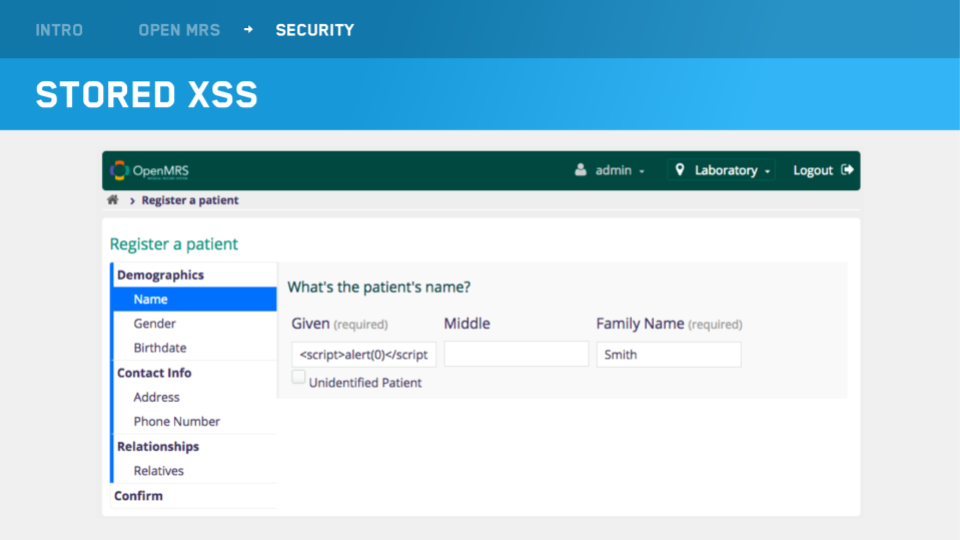 INTRO OPEN MRS → SECURITY
STORED XSS
OpenMRS
admin Laboratory Logout
› Register a patient
Register a patient
Demographics
Name
Gender
Birthdate
Contact Info
Address
Phone Number
Relationships
Relatives
Confirm
What's the patient's name?
Given (required) Middle Family Name (required)
<script>alert(0)</script Smith
Unidentified Patient